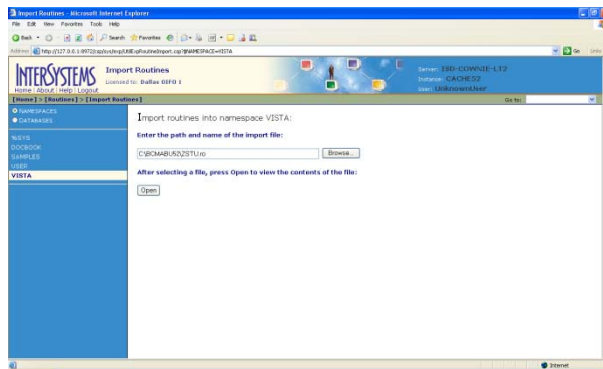 Import Routines - Microsoft Internet Explorer
File Edit View Favorites Tools Help
Back Search Favorites
Address
Go Links
INTERSYSTEMS
Import Routines
Licensed to: Dallas OIFO 1
Home | About | Help | Logout
Server: ISD-COWNIE-LT2
Instance: CACHE52
User: UnknownUser
[Home] > [Routines] > [Import Routines]
Go to:
NAMESPACES
DATABASES
%SYS
DOCBOOK
SAMPLES
USER
VISTA
Import routines into namespace VISTA:
Enter the path and name of the import file:
C:\BCMABU52\ZSTU.ro
Browse...
After selecting a file, press Open to view the contents of the file:
Open
Internet